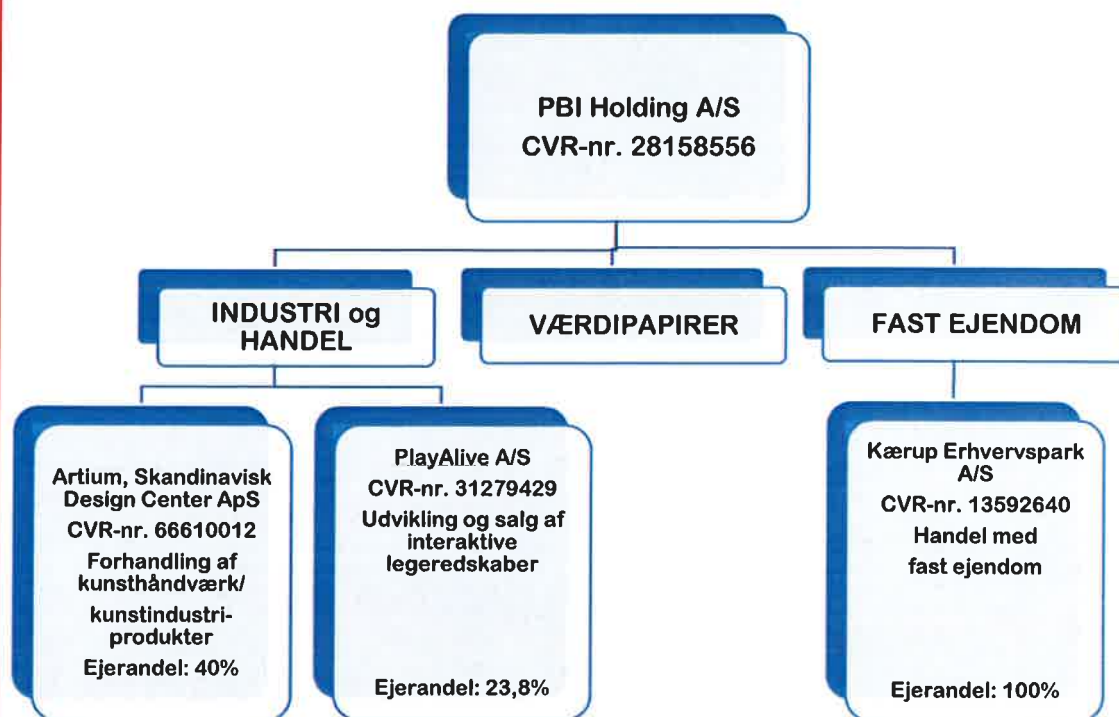 PBI Holding A/S
CVR-nr. 28158556
INDUSTRI og
HANDEL
VÆRDIPAPIRER
FAST EJENDOM
Artium, Skandinavisk
Design Center ApS
CVR-nr. 66610012
Forhandling af
kunsthåndværk/
kunstindustri-
produkter
Ejerandel: 40%
PlayAlive A/S
CVR-nr. 31279429
Udvikling og salg af
interaktive
legeredskaber
Ejerandel: 23,8%
Kærup Erhvervspark
A/S
CVR-nr. 13592640
Handel med
fast ejendom
Ejerandel: 100%